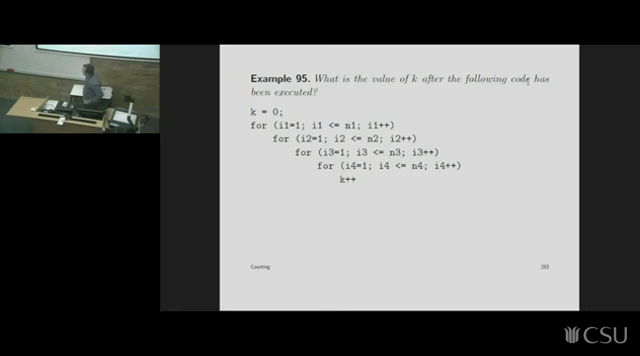 Example 95. What is the value of k after the following code has
been executed?
k = 0;
for (i1=1; i1 <= n1; i1++)
for (i2=1; i2 <= n2; i2++)
for (i3=1; i3 <= n3; i3++)
for (i4=1; i4 <= n4; i4++)
k++
Counting 265
CSU